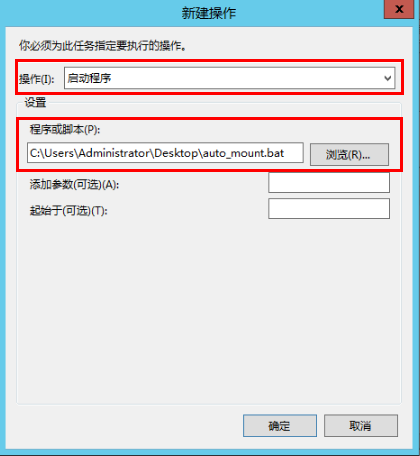 新建操作
你必须为此任务指定要执行的操作。
操作(I): 启动程序
设置
程序或脚本(P):
C:\Users\Administrator\Desktop\auto_mount.bat 浏览(R)...
添加参数(可选)(A):
起始于(可选)(T):
确定 取消